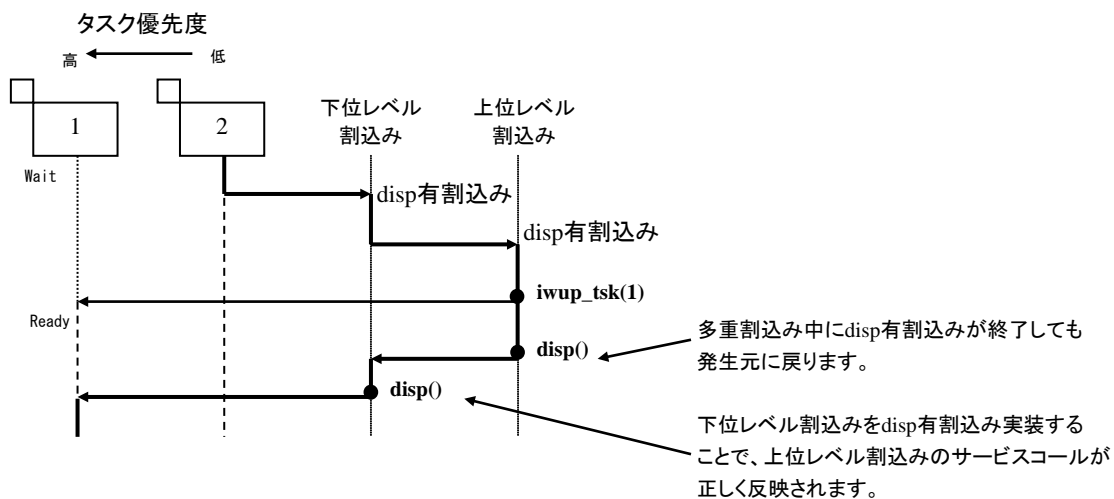 タスク優先度
高
低
1
2
下位レベル
割込み
上位レベル
割込み
Wait
disp有割込み
disp有割込み
iwup_tsk(1)
Ready
disp()
多重割込み中にdisp有割込みが終了しても
発生元に戻ります。
disp()
下位レベル割込みをdisp有割込み実装する
ことで、上位レベル割込みのサービスコールが
正しく反映されます。